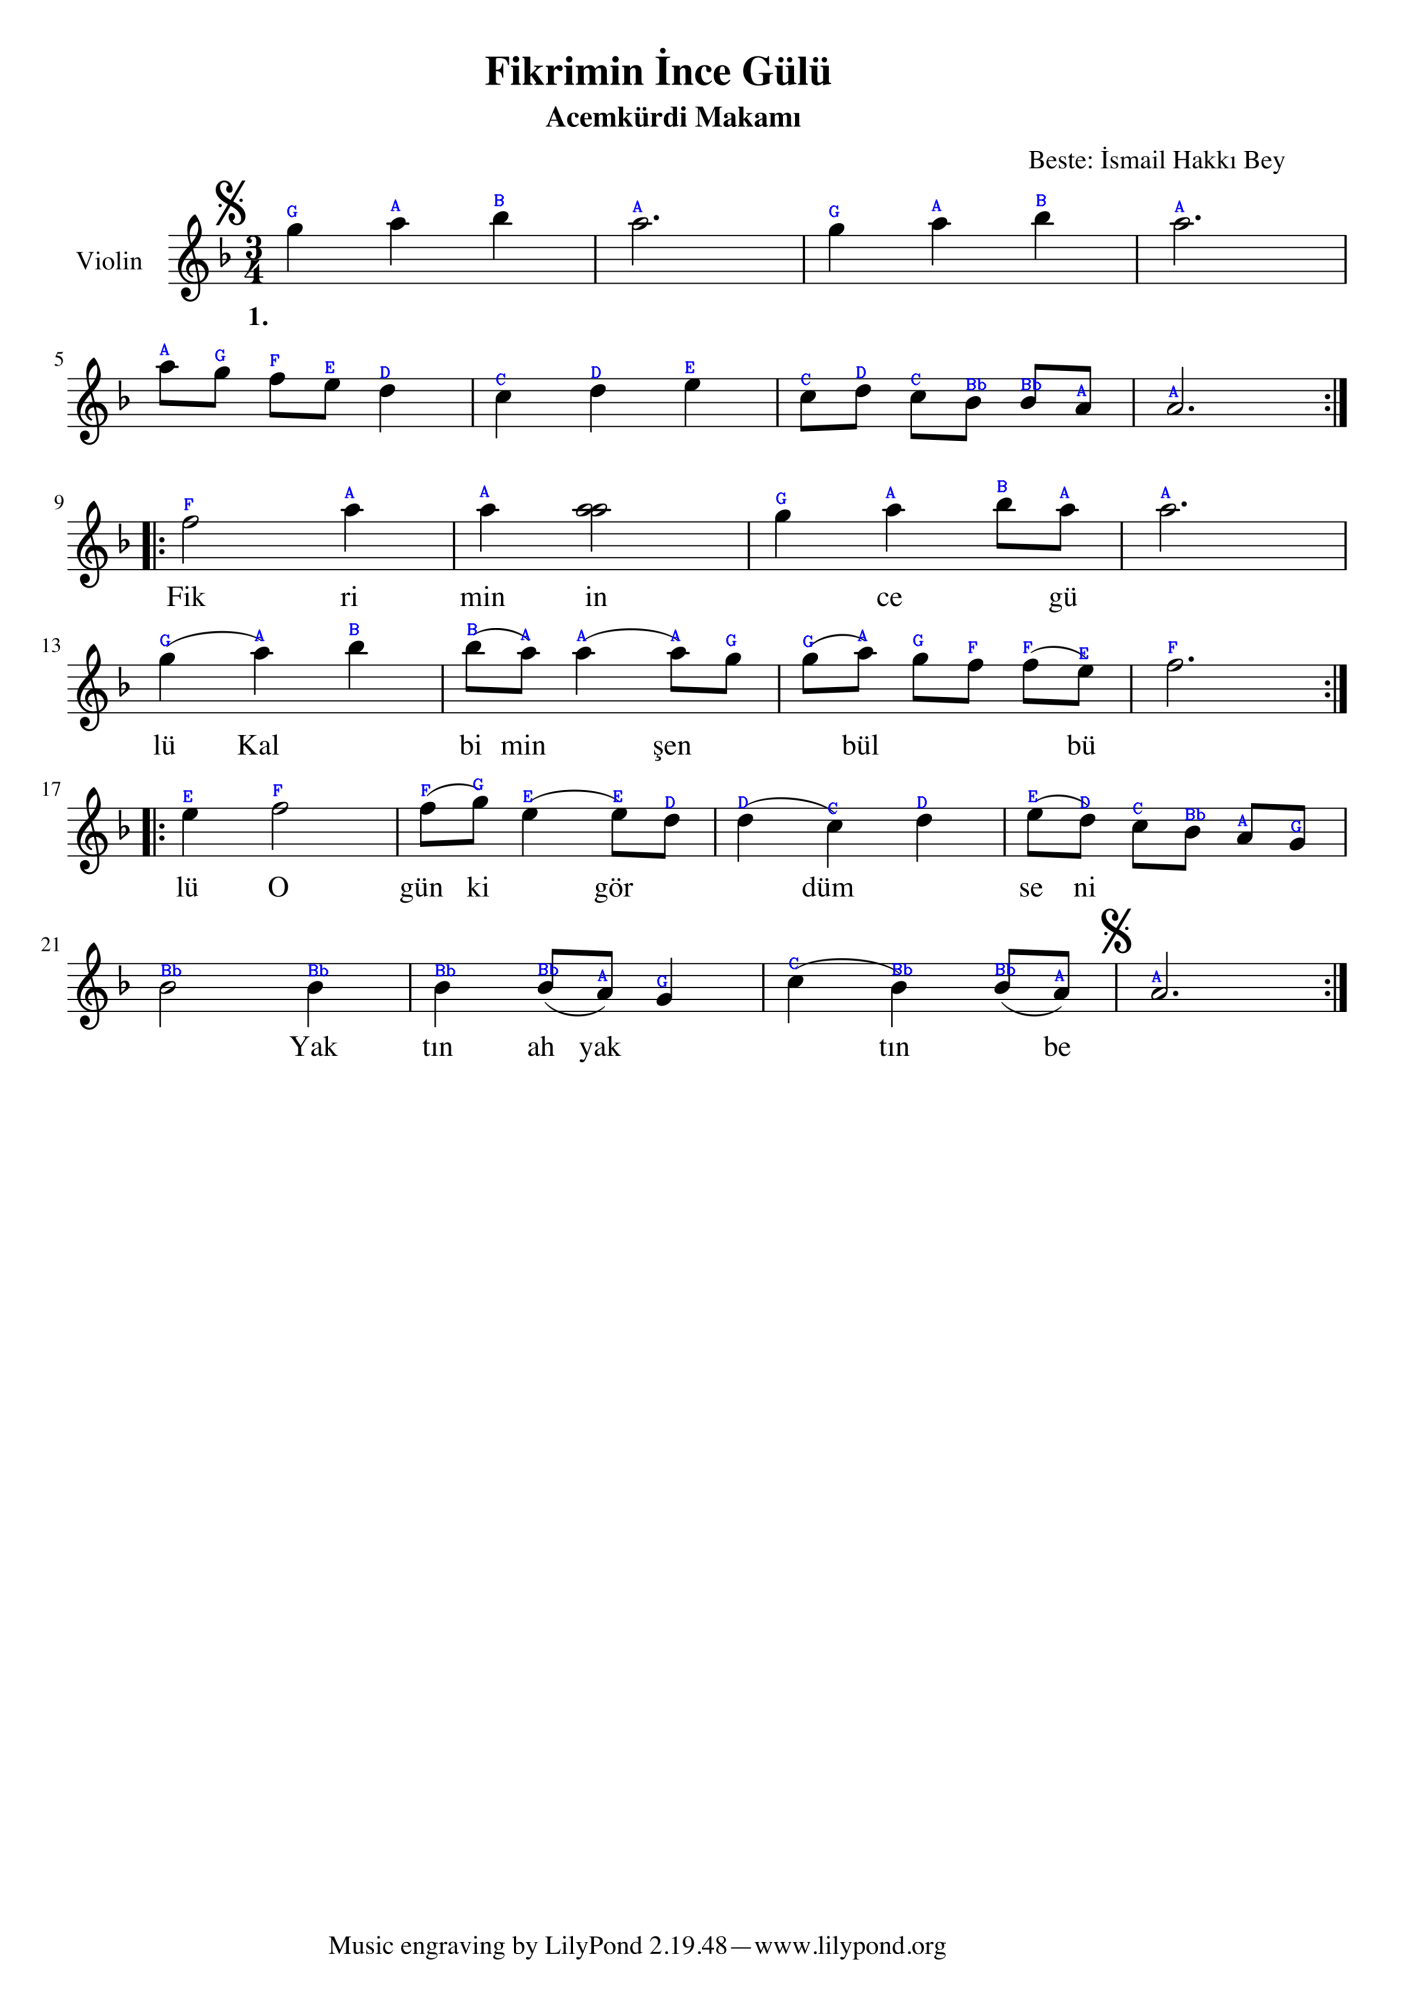 Fikrimin İnce Gülü
Acemkürdi Makamı
Beste: İsmail Hakkı Bey
G A B A G A B A
Violin
3
4
1.
5
A G F E D C D E C D C Bb Bb A A
9
F A A G A B A A
Fik ri min in ce gü
13
G A B B A A A G G A G F F E F
lü Kal bi min şen bül bü
17
E F F G E E D D C D E D C Bb A G
lü O gün ki gör düm se ni
21
Bb Bb Bb Bb A G C Bb Bb A A
Yak tın ah yak tın be
Music engraving by LilyPond 2.19.48—www.lilypond.org